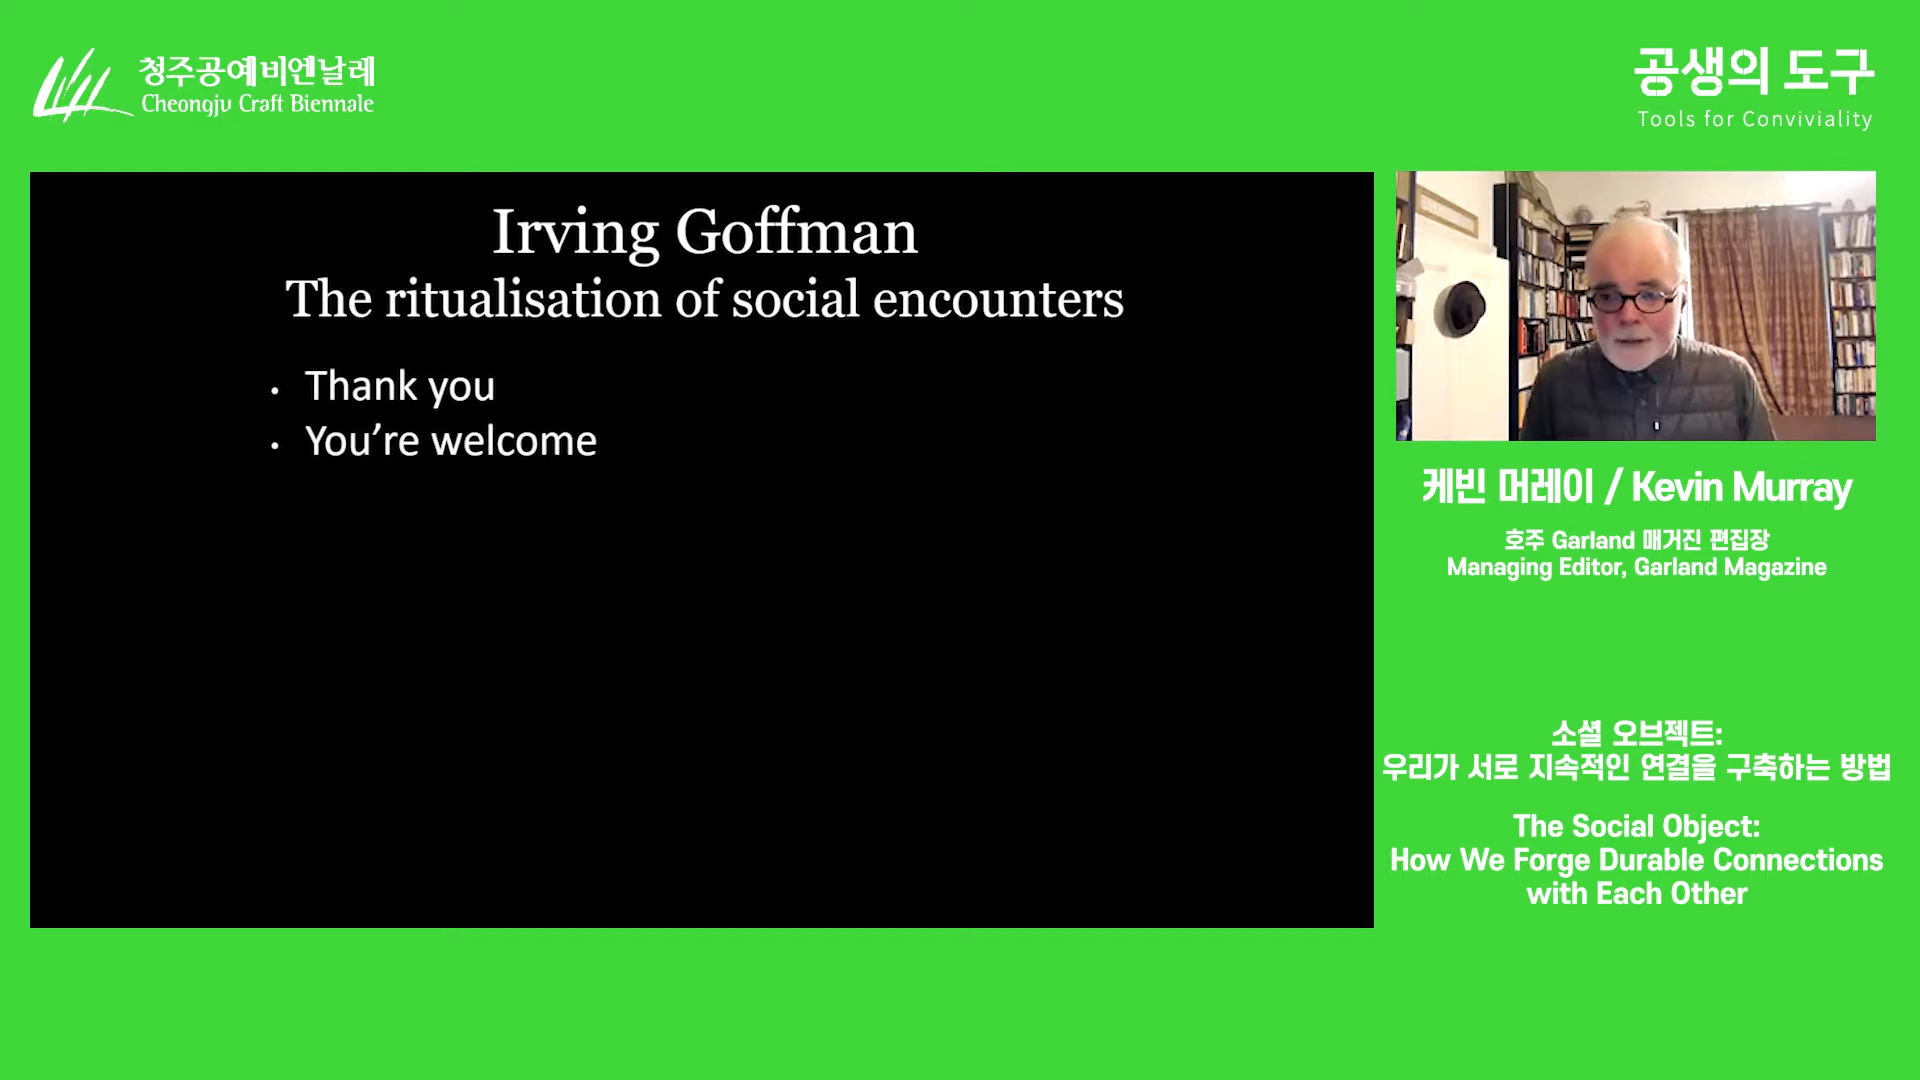 청주공예비엔날레
Cheongju Craft Biennale
공생의 도구
Tools for Conviviality
Irving Goffman
The ritualisation of social encounters
• Thank you
• You’re welcome
케빈 머레이 / Kevin Murray
호주 Garland 매거진 편집장
Managing Editor, Garland Magazine
소셜 오브젝트:
우리가 서로 지속적인 연결을 구축하는 방법
The Social Object:
How We Forge Durable Connections
with Each Other